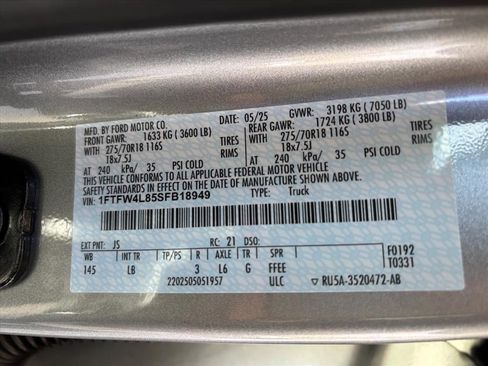 MFD. BY FORD MOTOR CO. DATE: 05/25 GVWR: 3198 KG ( 7050 LB)
FRONT GAWR: 1633 KG ( 3600 LB) REAR GAWR: 1724 KG ( 3800 LB)
WITH 275/70R18 116S TIRES WITH 275/70R18 116S TIRES
18x7.5J RIMS 18x7.5J RIMS
AT 240 kPa/ 35 PSI COLD AT 240 kPa/ 35 PSI COLD
THIS VEHICLE CONFORMS TO ALL APPLICABLE FEDERAL MOTOR VEHICLE
SAFETY STANDARDS IN EFFECT ON THE DATE OF MANUFACTURE SHOWN ABOVE.
VIN: 1FTFW4L85SFB18949 TYPE: Truck
EXT PNT: JS RC: 21 DSO: F0192
WB INT TR TP/PS R AXLE TR SPR T0331
145 LB 3 L6 G FFEE
2202505051957 ULC ▽ RU5A-3520472-AB